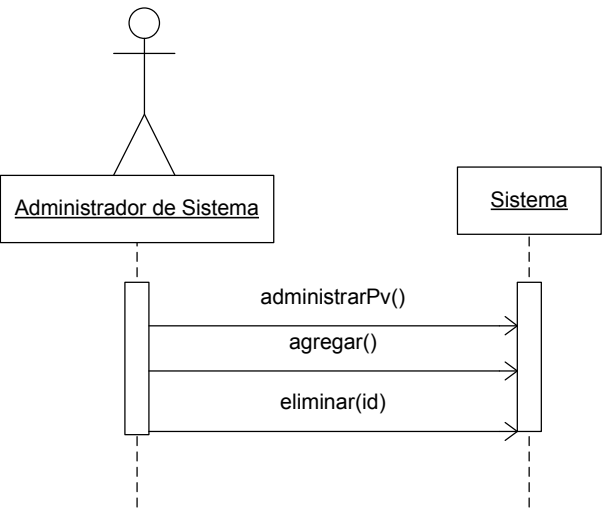 Administrador de Sistema
Sistema
administrarPv()
agregar()
eliminar(id)